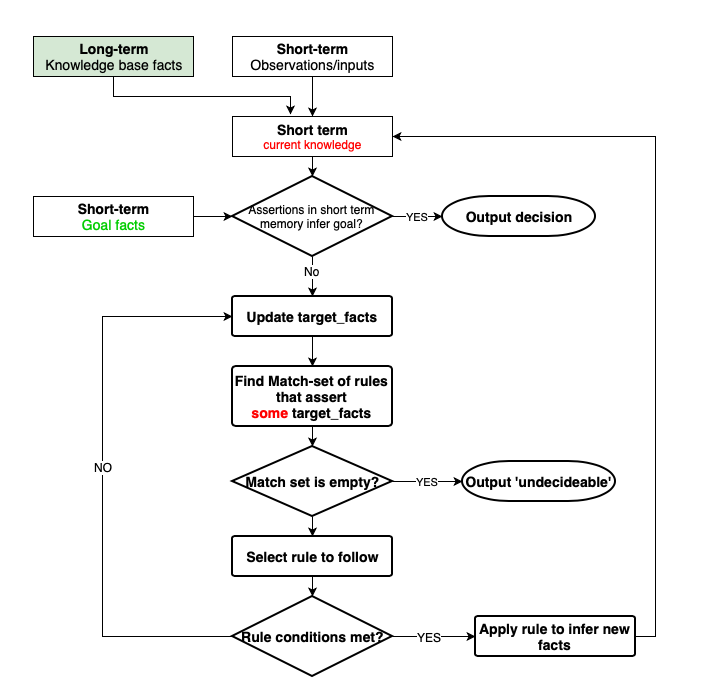 Long-term
Knowledge base facts
Short-term
Observations/inputs
Short term
current knowledge
Short-term
Goal facts
Assertions in short term
memory infer goal?
YES
Output decision
No
Update target_facts
Find Match-set of rules
that assert
some target_facts
NO
Match set is empty?
YES
Output 'undecideable'
Select rule to follow
Rule conditions met?
YES
Apply rule to infer new
facts